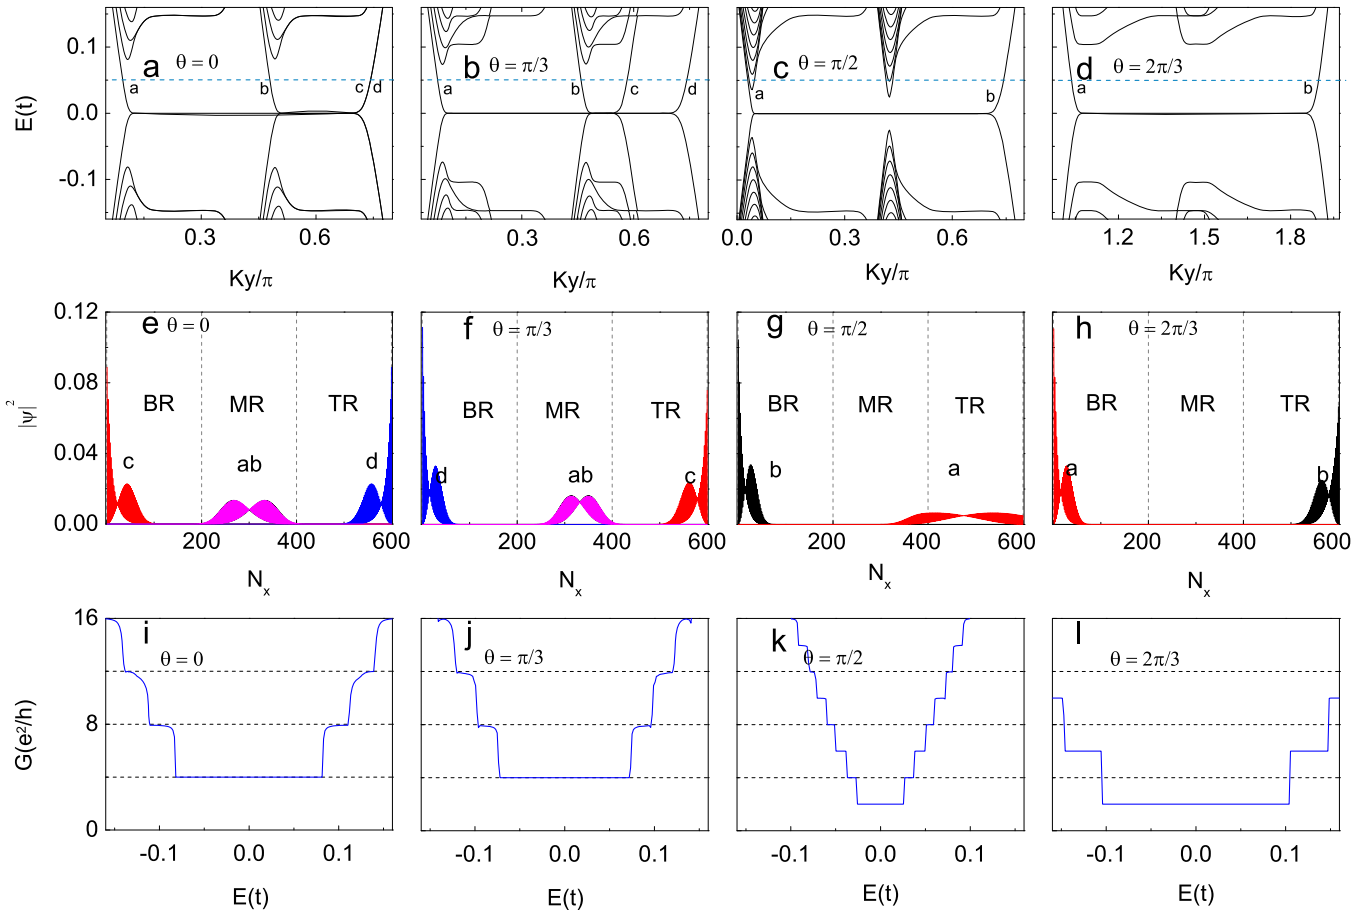 E(t)
0.1
0.0
-0.1
a
θ = 0
a
b
c
d
0.3
0.6
Ky/π
b
θ = π/3
a
b
c
d
0.3
0.6
Ky/π
c
θ = π/2
a
b
0.0
0.3
0.6
Ky/π
d
θ = 2π/3
a
b
1.2
1.5
1.8
Ky/π
|ψ|²
0.12
0.08
0.04
0.00
e
θ = 0
BR
MR
TR
c
ab
d
200
400
600
Nₓ
f
θ = π/3
BR
MR
TR
d
ab
c
200
400
600
Nₓ
g
θ = π/2
BR
MR
TR
b
a
200
400
600
Nₓ
h
θ = 2π/3
BR
MR
TR
a
b
200
400
600
Nₓ
G(e²/h)
16
8
0
i
θ = 0
-0.1
0.0
0.1
E(t)
j
θ = π/3
-0.1
0.0
0.1
E(t)
k
θ = π/2
-0.1
0.0
0.1
E(t)
l
θ = 2π/3
-0.1
0.0
0.1
E(t)